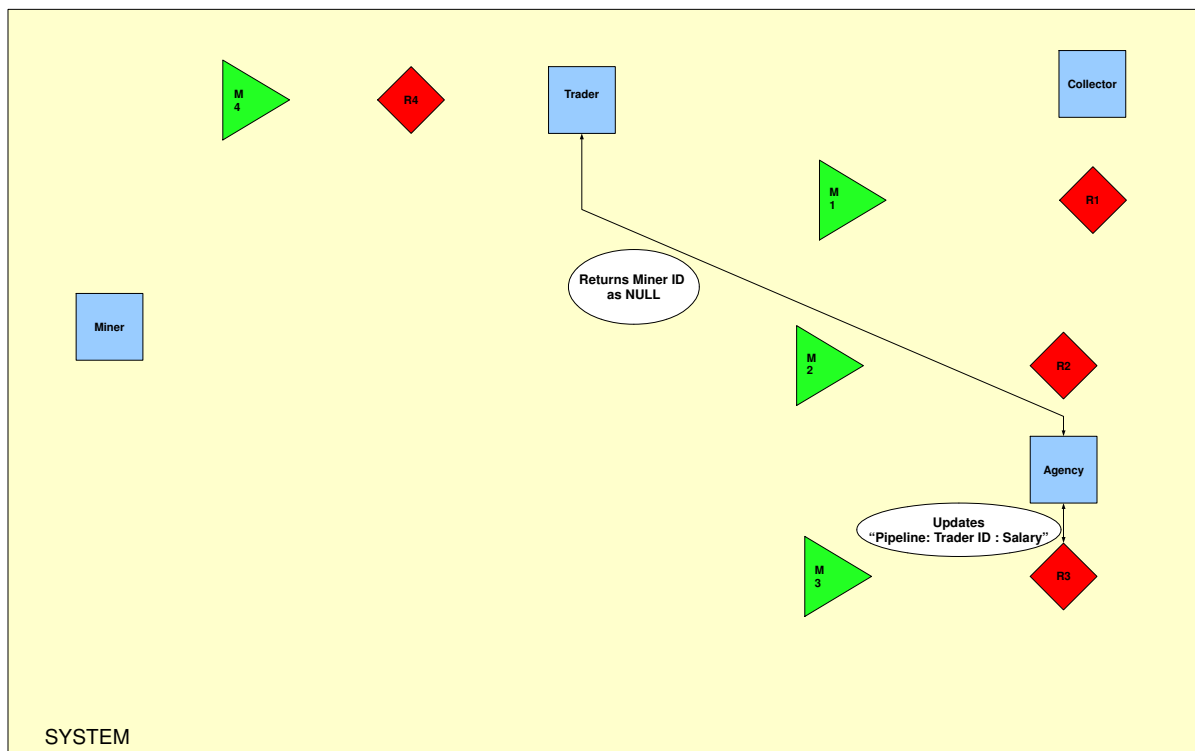 M
4
R4
Trader
Collector
M
1
R1
Returns Miner ID
as NULL
Miner
M
2
R2
Agency
Updates
“Pipeline: Trader ID : Salary”
M
3
R3
SYSTEM